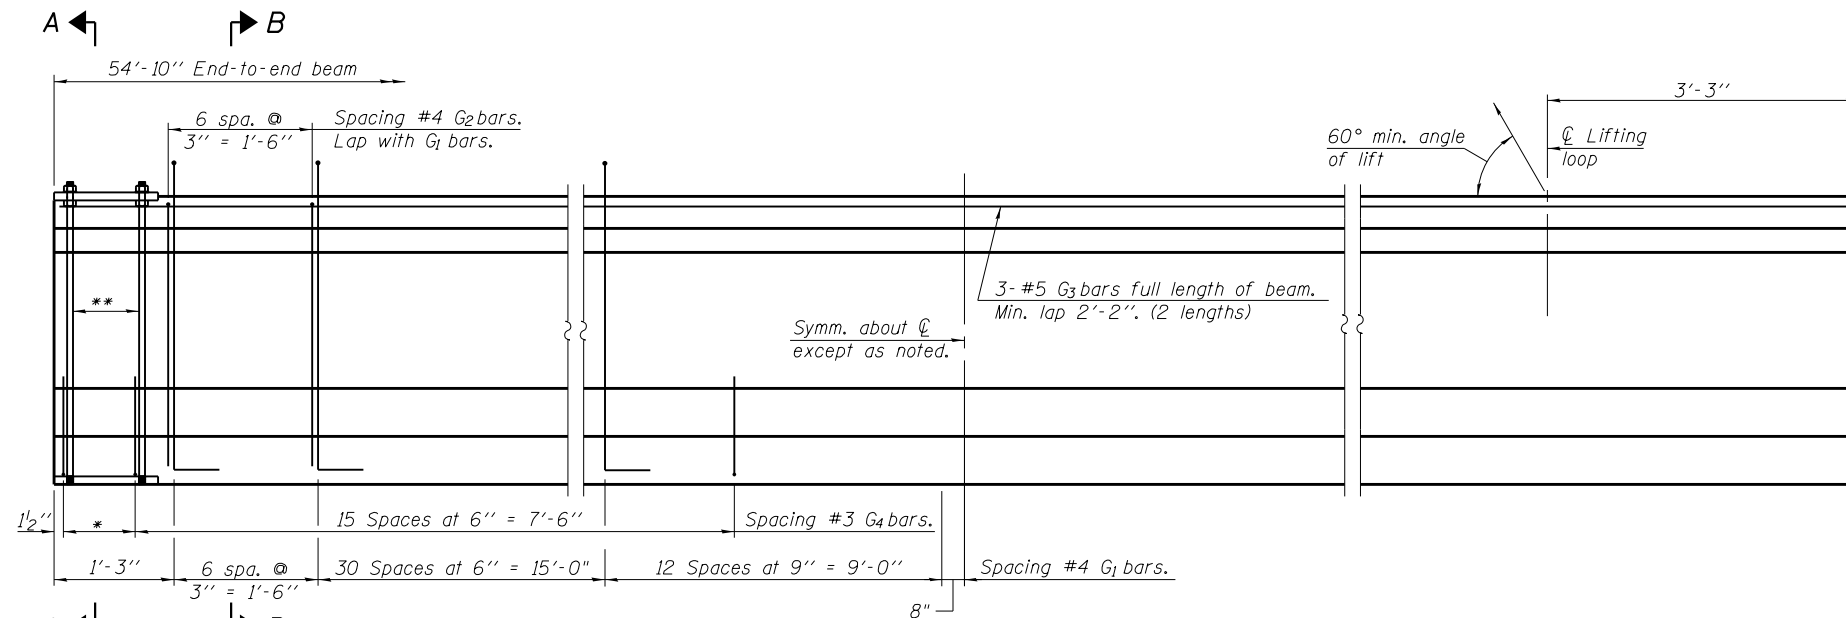 A B
54'-10" End-to-end beam
6 spa. @
3" = 1'-6"
Spacing #4 G2 bars.
Lap with G1 bars.
60° min. angle
of lift
3'-3"
℄ Lifting
loop
**
3-#5 G3 bars full length of beam.
Min. lap 2'-2". (2 lengths)
Symm. about ℄
except as noted.
1½"
*
15 Spaces at 6" = 7'-6"
Spacing #3 G4 bars.
1'-3"
6 spa. @
3" = 1'-6"
30 Spaces at 6" = 15'-0"
12 Spaces at 9" = 9'-0"
Spacing #4 G1 bars.
8"